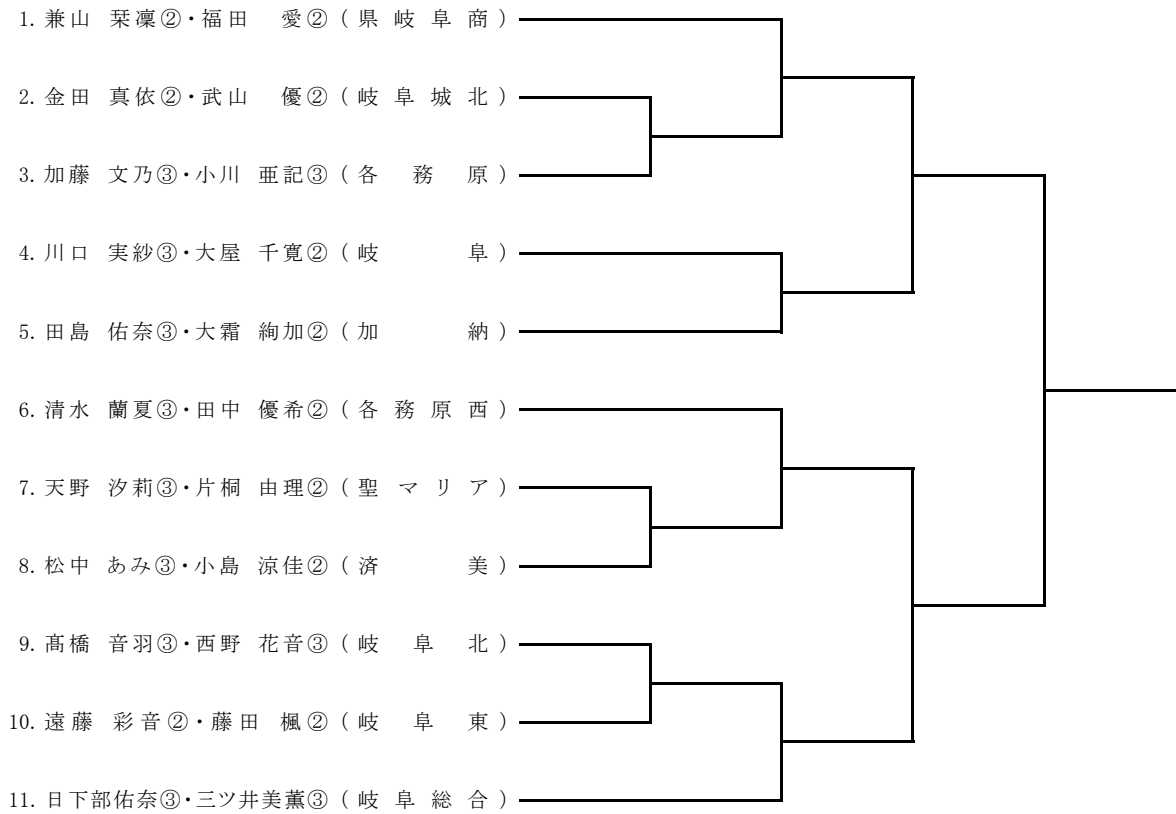 1. 兼山 栞凜②・福田 愛②（県岐阜商）
2. 金田 真依②・武山 優②（岐阜城北）
3. 加藤 文乃③・小川 亜記③（各務原）
4. 川口 実紗③・大屋 千寛②（岐阜）
5. 田島 佑奈③・大霜 絢加②（加納）
6. 清水 蘭夏③・田中 優希②（各務原西）
7. 天野 汐莉③・片桐 由理②（聖マリア）
8. 松中 あみ③・小島 涼佳②（済美）
9. 髙橋 音羽③・西野 花音③（岐阜北）
10. 遠藤 彩音②・藤田 楓②（岐阜東）
11. 日下部佑奈③・三ツ井美薫③（岐阜総合）